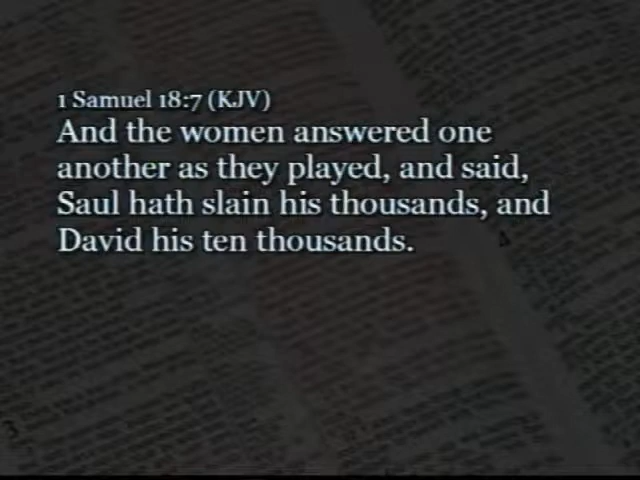 1 Samuel 18:7 (KJV)
And the women answered one
another as they played, and said,
Saul hath slain his thousands, and
David his ten thousands.